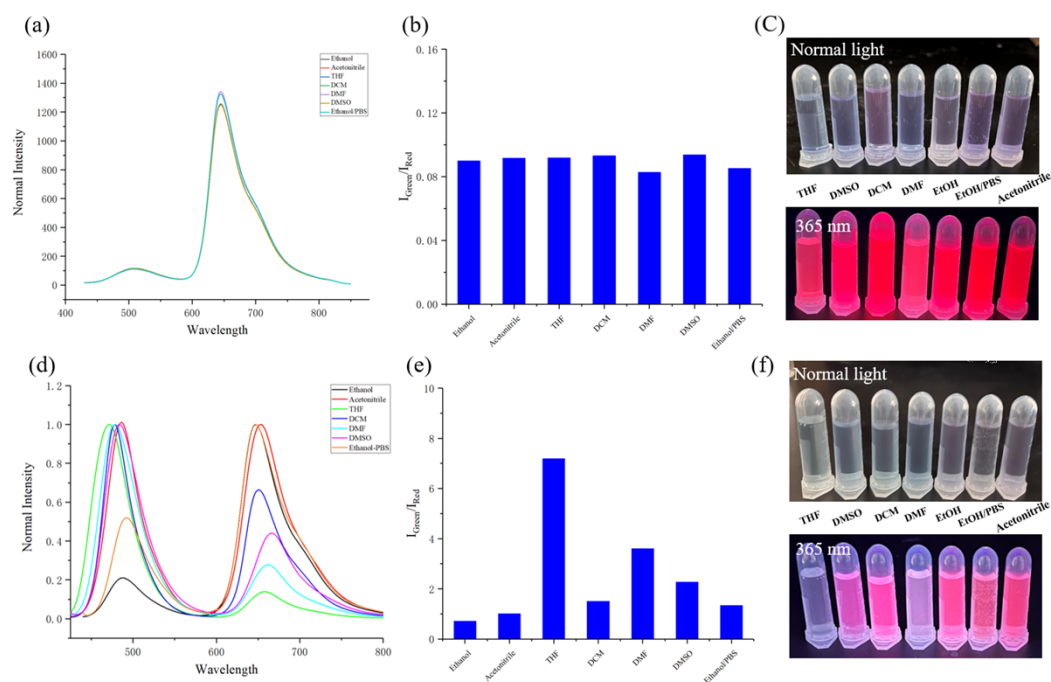 (a)
Normal Intensity
1600
1400
1200
1000
800
600
400
200
0
400
500
600
700
800
Wavelength
Ethanol
Acetonitrile
THF
DCM
DMF
DMSO
Ethanol/PBS
(b)
I_Green/I_Red
0.16
0.12
0.08
0.04
0.00
Ethanol
Acetonitrile
THF
DCM
DMF
DMSO
Ethanol/PBS
(C)
Normal light
THF DMSO DCM DMF EtOH EtOH/PBS Acetonitrile
365 nm
(d)
Normal Intensity
1.2
1.0
0.8
0.6
0.4
0.2
0.0
500
600
700
800
Wavelength
Ethanol
Acetonitrile
THF
DCM
DMF
DMSO
Ethanol-PBS
(e)
I_Green/I_Red
10
8
6
4
2
0
Ethanol
Acetonitrile
THF
DCM
DMF
DMSO
Ethanol/PBS
(f)
Normal light
THF DMSO DCM DMF EtOH EtOH/PBS Acetonitrile
365 nm